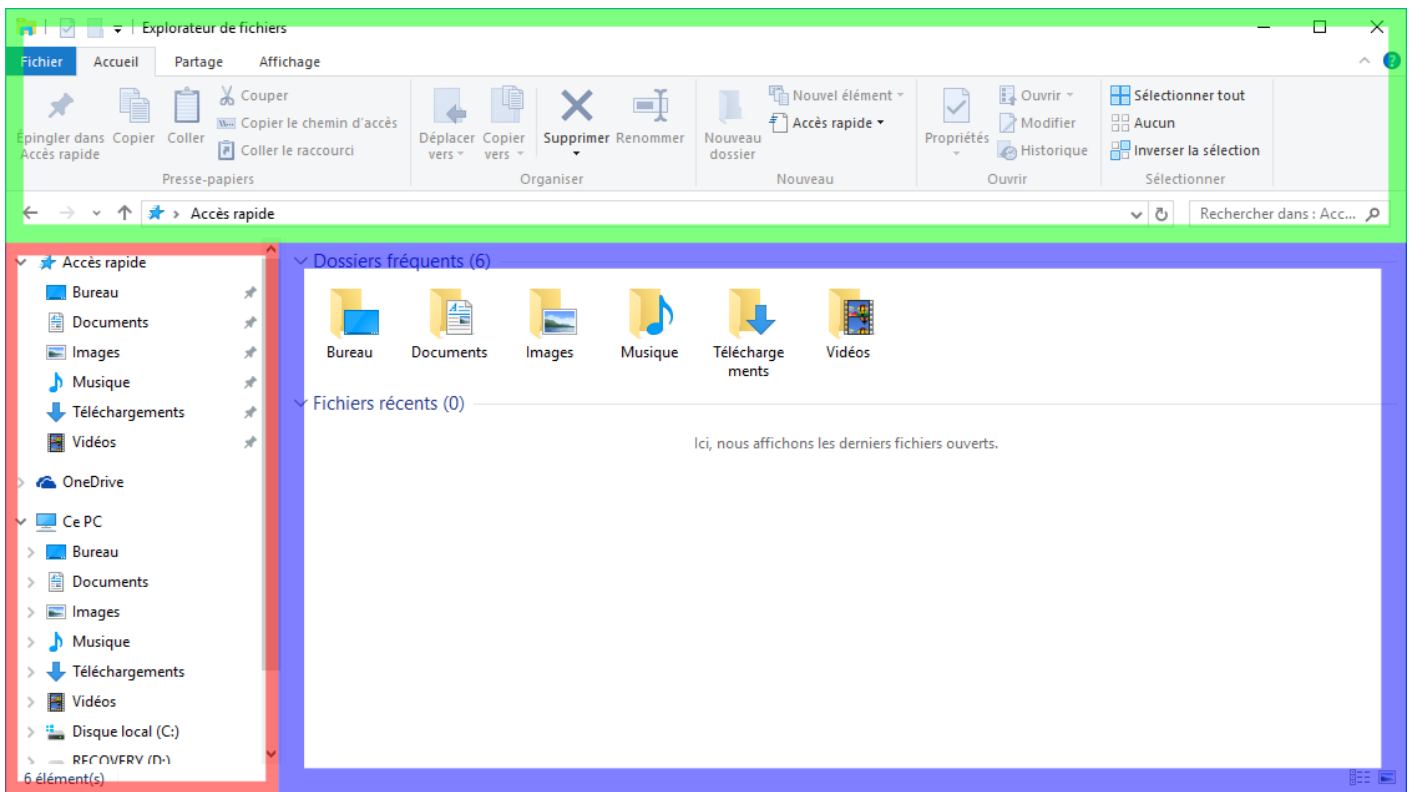 Explorateur de fichiers
Fichier Accueil Partage Affichage
Épingler dans Accès rapide
Copier
Coller
Couper
Copier le chemin d'accès
Coller le raccourci
Presse-papiers
Déplacer vers
Copier vers
Supprimer
Renommer
Organiser
Nouveau dossier
Nouvel élément
Accès rapide
Nouveau
Propriétés
Ouvrir
Modifier
Historique
Ouvrir
Sélectionner tout
Aucun
Inverser la sélection
Sélectionner
Accès rapide
Rechercher dans : Acc...
Accès rapide
Bureau
Documents
Images
Musique
Téléchargements
Vidéos
OneDrive
Ce PC
Bureau
Documents
Images
Musique
Téléchargements
Vidéos
Disque local (C:)
RECOVERY (D:)
6 élément(s)
Dossiers fréquents (6)
Bureau
Documents
Images
Musique
Télécharge
ments
Vidéos
Fichiers récents (0)
Ici, nous affichons les derniers fichiers ouverts.